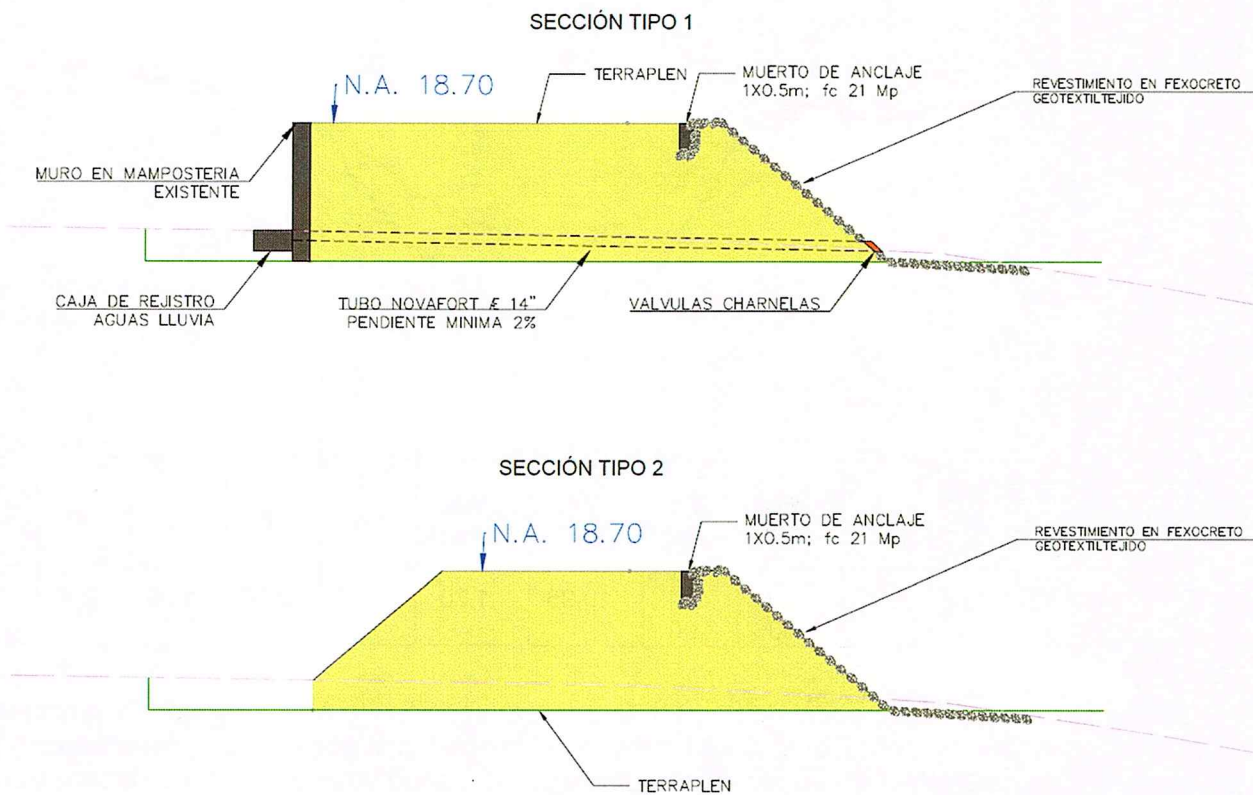 SECCIÓN TIPO 1
N.A. 18.70
TERRAPLEN
MUERTO DE ANCLAJE
1X0.5m; fc 21 Mp
REVESTIMIENTO EN FEXOCRETO
GEOTEXTILTEJIDO
MURO EN MAMPOSTERIA
EXISTENTE
CAJA DE REJISTRO
AGUAS LLUVIA
TUBO NOVAFORT Æ 14"
PENDIENTE MINIMA 2%
VALVULAS CHARNELAS
SECCIÓN TIPO 2
N.A. 18.70
MUERTO DE ANCLAJE
1X0.5m; fc 21 Mp
REVESTIMIENTO EN FEXOCRETO
GEOTEXTILTEJIDO
TERRAPLEN